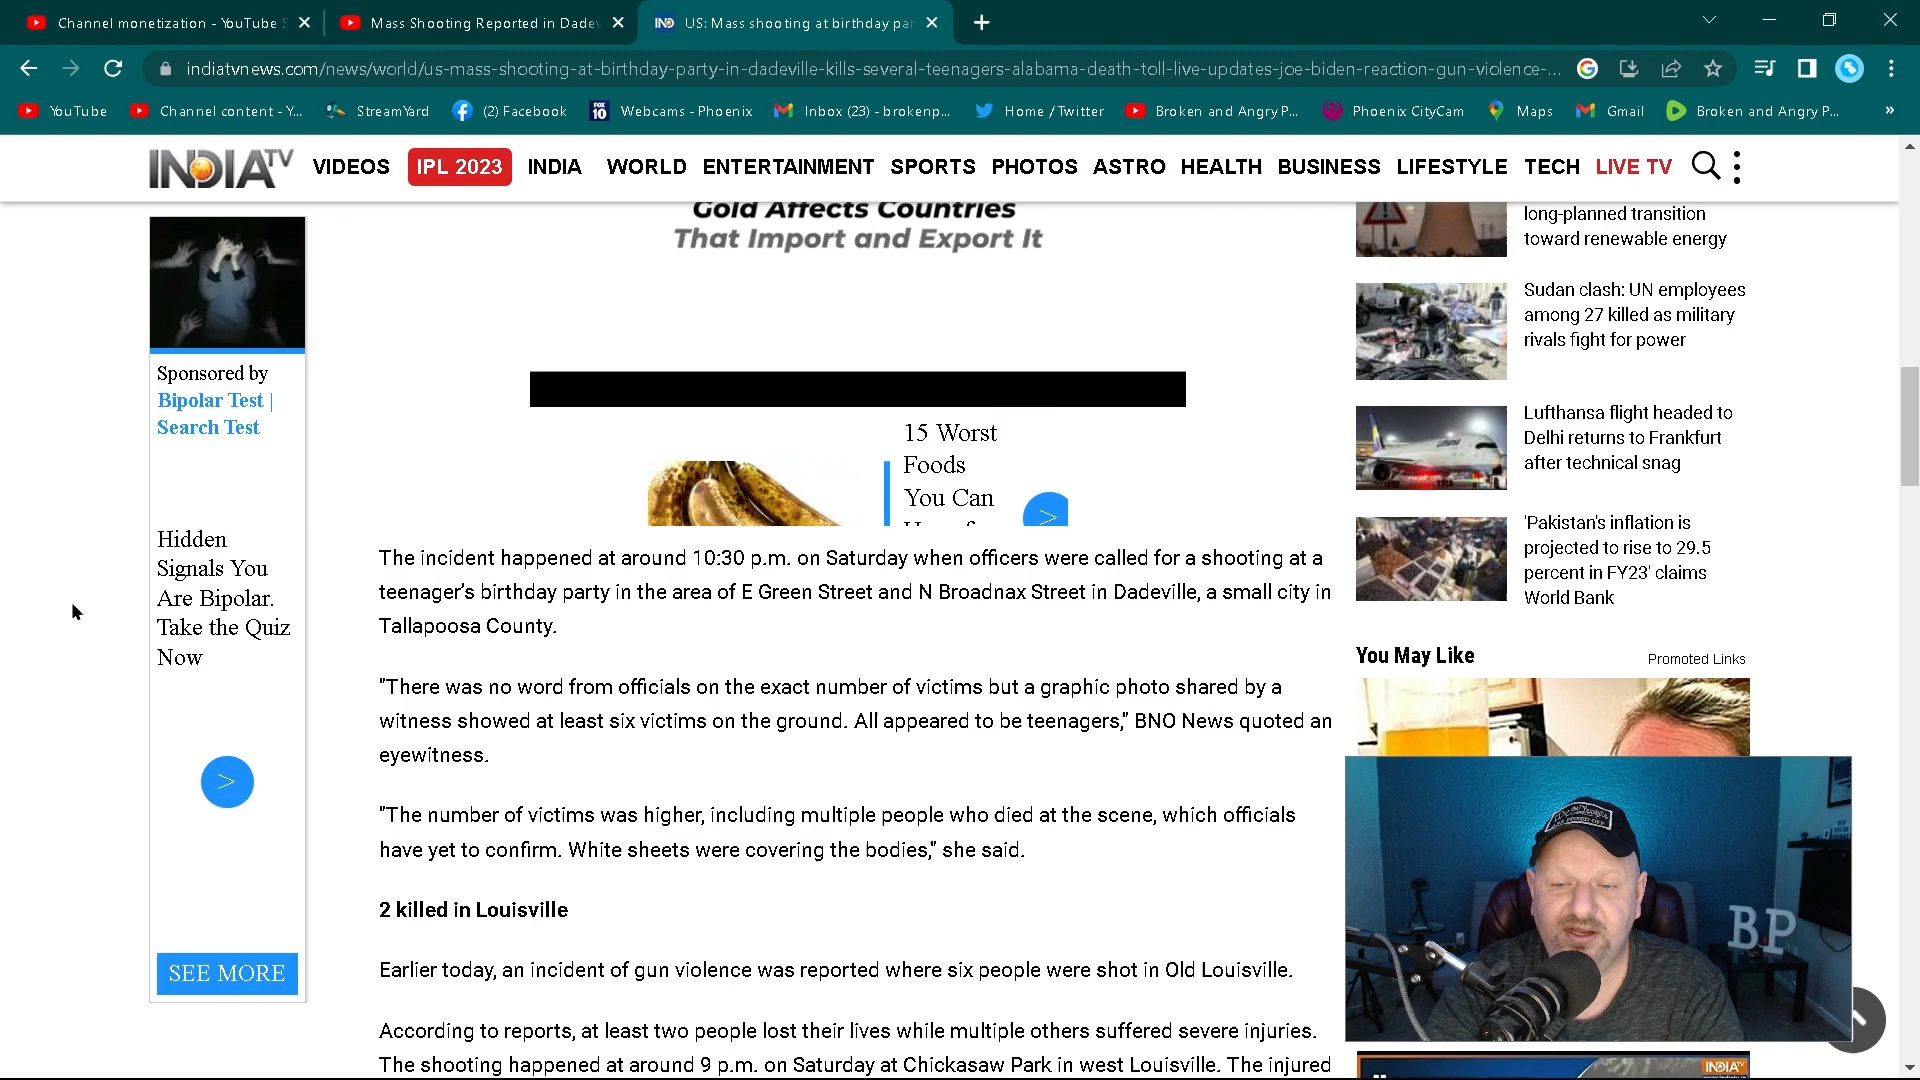 Channel monetization - YouTube S
Mass Shooting Reported in Dadev
IND
US: Mass shooting at birthday par
indiatvnews.com/news/world/us-mass-shooting-at-birthday-party-in-dadeville-kills-several-teenagers-alabama-death-toll-live-updates-joe-biden-reaction-gun-violence-...
YouTube
Channel content - Y...
StreamYard
(2) Facebook
FOX 10
Webcams - Phoenix
Inbox (23) - brokenp...
Home / Twitter
Broken and Angry P...
Phoenix CityCam
Maps
Gmail
Broken and Angry P...
»
INDIA TV
VIDEOS
IPL 2023
INDIA
WORLD
ENTERTAINMENT
SPORTS
PHOTOS
ASTRO
HEALTH
BUSINESS
LIFESTYLE
TECH
LIVE TV
Sponsored by
Bipolar Test |
Search Test
Hidden
Signals You
Are Bipolar.
Take the Quiz
Now
>
SEE MORE
Gold Affects Countries
That Import and Export It
15 Worst
Foods
You Can
>
The incident happened at around 10:30 p.m. on Saturday when officers were called for a shooting at a
teenager's birthday party in the area of E Green Street and N Broadnax Street in Dadeville, a small city in
Tallapoosa County.
"There was no word from officials on the exact number of victims but a graphic photo shared by a
witness showed at least six victims on the ground. All appeared to be teenagers," BNO News quoted an
eyewitness.
"The number of victims was higher, including multiple people who died at the scene, which officials
have yet to confirm. White sheets were covering the bodies," she said.
2 killed in Louisville
Earlier today, an incident of gun violence was reported where six people were shot in Old Louisville.
According to reports, at least two people lost their lives while multiple others suffered severe injuries.
The shooting happened at around 9 p.m. on Saturday at Chickasaw Park in west Louisville. The injured
long-planned transition
toward renewable energy
Sudan clash: UN employees
among 27 killed as military
rivals fight for power
Lufthansa flight headed to
Delhi returns to Frankfurt
after technical snag
'Pakistan's inflation is
projected to rise to 29.5
percent in FY23' claims
World Bank
You May Like
Promoted Links
We the People
ARE PISSED OFF
B.P
INDIA TV